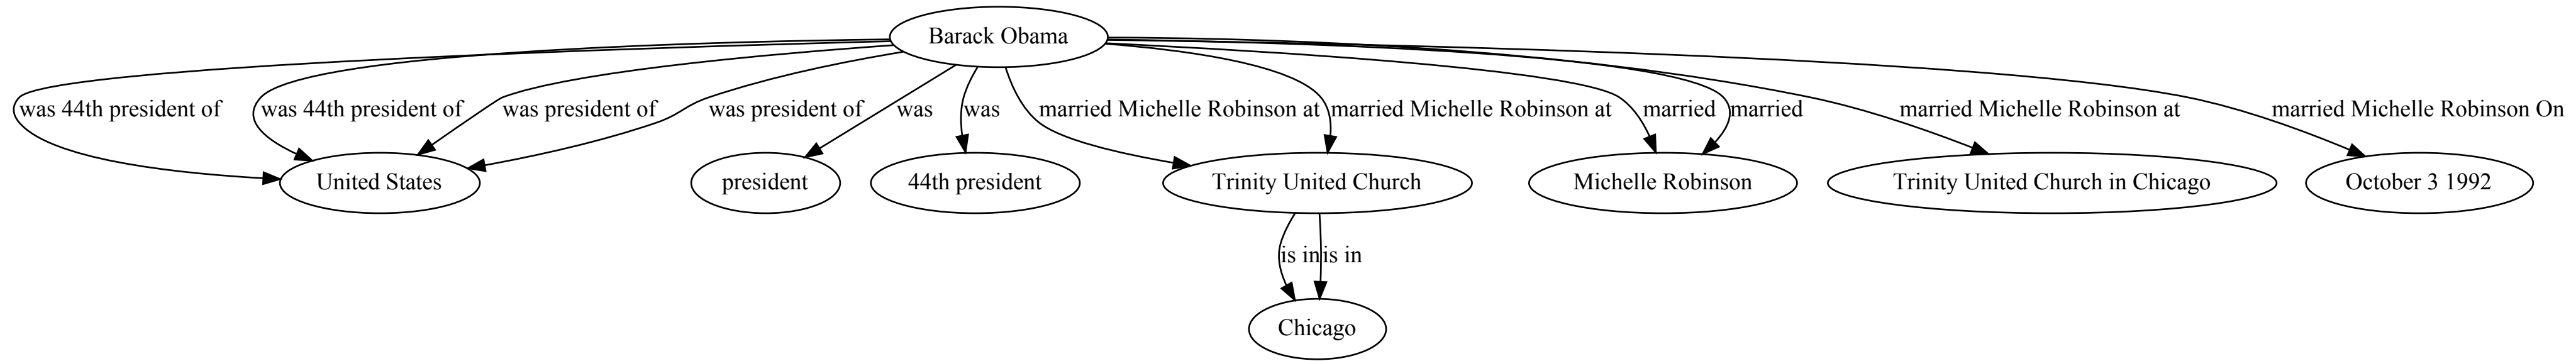 Barack Obama
was 44th president of
was 44th president of
was president of
was president of
was
was
married Michelle Robinson at
married Michelle Robinson at
married
married
married Michelle Robinson at
married Michelle Robinson On
United States
president
44th president
Trinity United Church
Michelle Robinson
Trinity United Church in Chicago
October 3 1992
is in
is in
Chicago